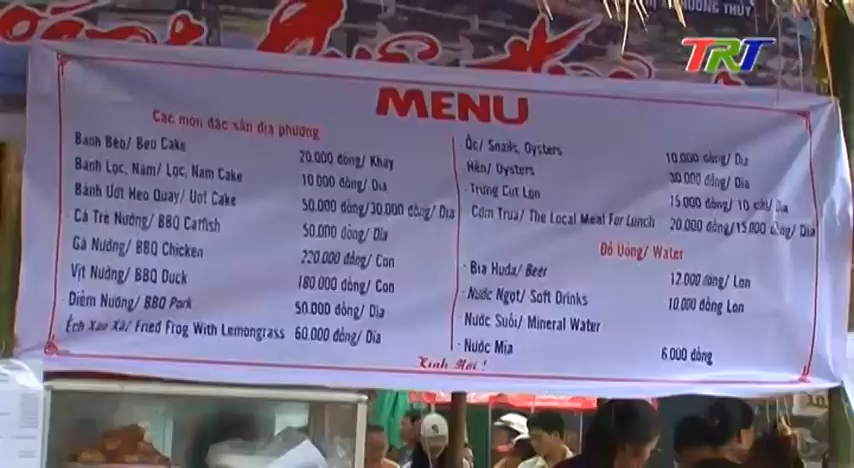 TRT
MENU
Các món đặc sản địa phương
Bánh Bèo/ Beo Cake 20.000 đồng/ Khay
Bánh Lọc, Nậm/ Lọc, Nam Cake 10.000 đồng/ Dĩa
Bánh Ướt Heo Quay/ Uot Cake 50.000 đồng/30.000 đồng/ Dĩa
Cá Trê Nướng/ BBQ Catfish 50.000 đồng/ Dĩa
Gà Nướng/ BBQ Chicken 220.000 đồng/ Con
Vịt Nướng/ BBQ Duck 180.000 đồng/ Con
Diềm Nướng/ BBQ Pork 50.000 đồng/ Dĩa
Ếch Xào Xả/ Fried Frog With Lemongrass 60.000 đồng/ Dĩa
Ốc/ Snails, Oysters 10.000 đồng/ Dĩa
Hến/ Oysters 30.000 đồng/ Dĩa
- Trứng Cút Lộn 15.000 đồng/ 10 cái/ Dĩa
- Cơm Trưa/ The Local Meal For Lunch 20.000 đồng/15.000 đồng/ Dĩa
Đồ Uống/ Water
- Bia Huda/ Beer 12.000 đồng/ Lon
- Nước Ngọt/ Soft Drinks 10.000 đồng Lon
Nước Suối/ Mineral Water
- Nước Mía 6.000 đồng
Kính Mời !